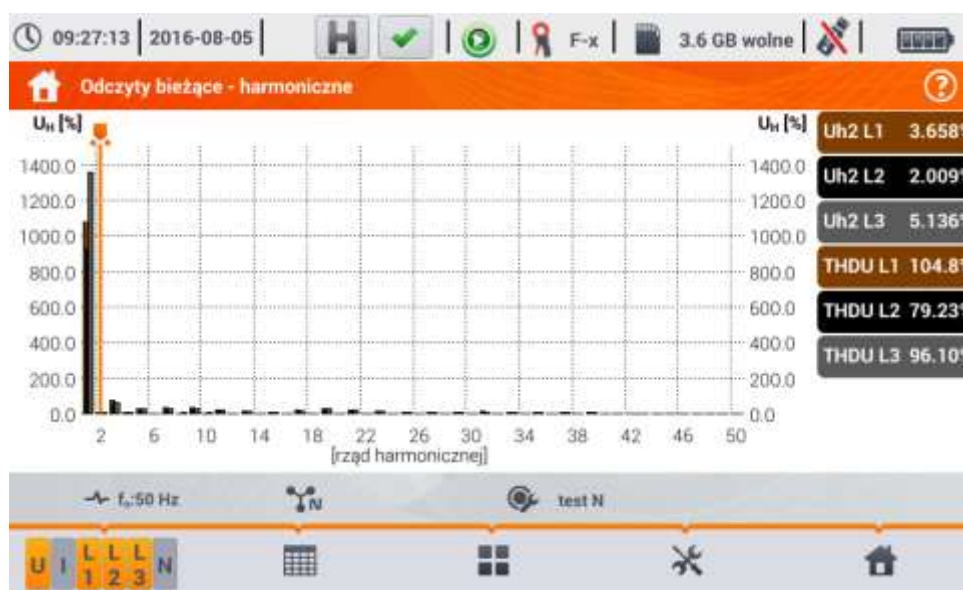 09:27:13 2016-08-05 H F-x 3.6 GB wolne
Odczyty bieżące - harmoniczne ?
UH [%] UH [%]
1400.0 1400.0
1200.0 1200.0
1000.0 1000.0
800.0 800.0
600.0 600.0
400.0 400.0
200.0 200.0
0.0 0.0
2 6 10 14 18 22 26 30 34 38 42 46 50
[rząd harmonicznej]
Uh2 L1 3.658%
Uh2 L2 2.009%
Uh2 L3 5.136%
THDU L1 104.8%
THDU L2 79.23%
THDU L3 96.10%
fn:50 Hz N test N
U I L1 L2 L3 N